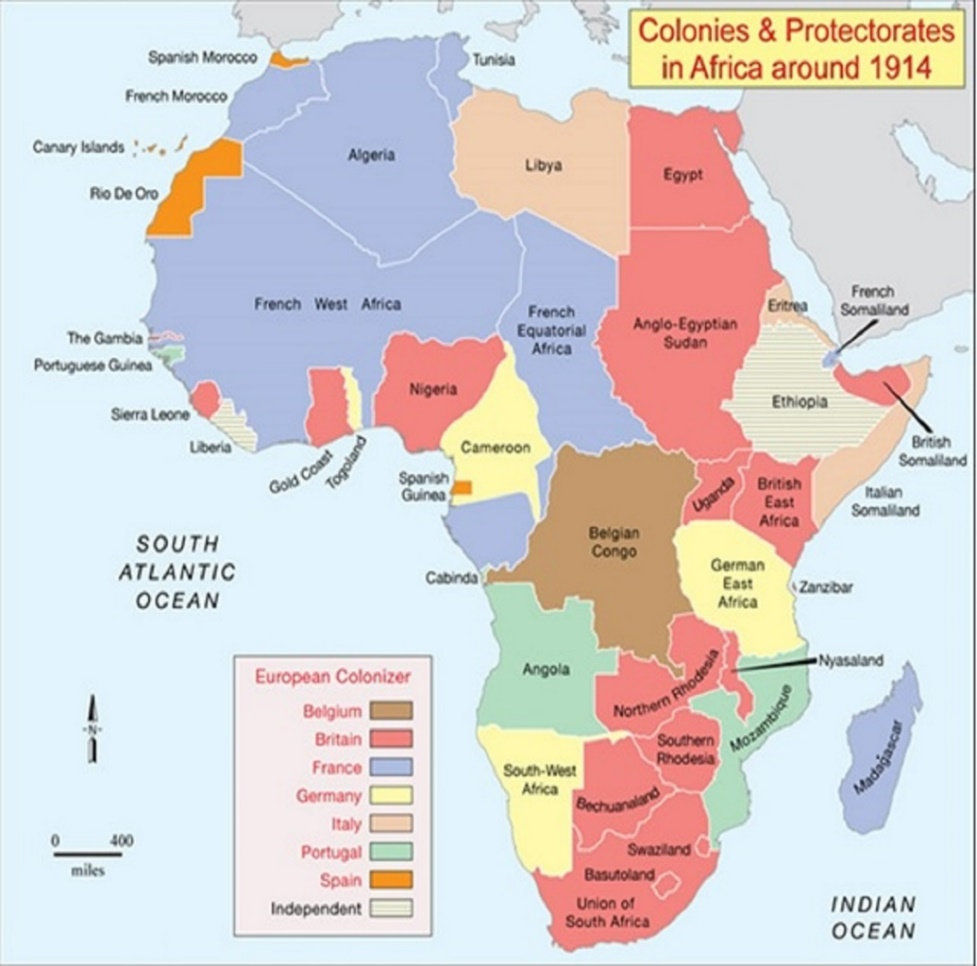 Colonies & Protectorates
in Africa around 1914
Spanish Morocco
Tunisia
French Morocco
Canary Islands
Algeria
Libya
Egypt
Rio De Oro
French West Africa
French
Equatorial
Africa
Anglo-Egyptian
Sudan
Eritrea
French
Somaliland
The Gambia
Portuguese Guinea
Nigeria
Ethiopia
Sierra Leone
Liberia
Gold Coast
Togoland
Cameroon
British
Somaliland
Spanish
Guinea
Uganda
British
East
Africa
Italian
Somaliland
SOUTH
ATLANTIC
OCEAN
Belgian
Congo
Cabinda
German
East
Africa
Zanzibar
Angola
Northern Rhodesia
Nyasaland
Mozambique
Southern
Rhodesia
Madagascar
South-West
Africa
Bechuanaland
Swaziland
Basutoland
Union of
South Africa
European Colonizer
Belgium
Britain
France
Germany
Italy
Portugal
Spain
Independent
-N-
0 400
miles
INDIAN
OCEAN